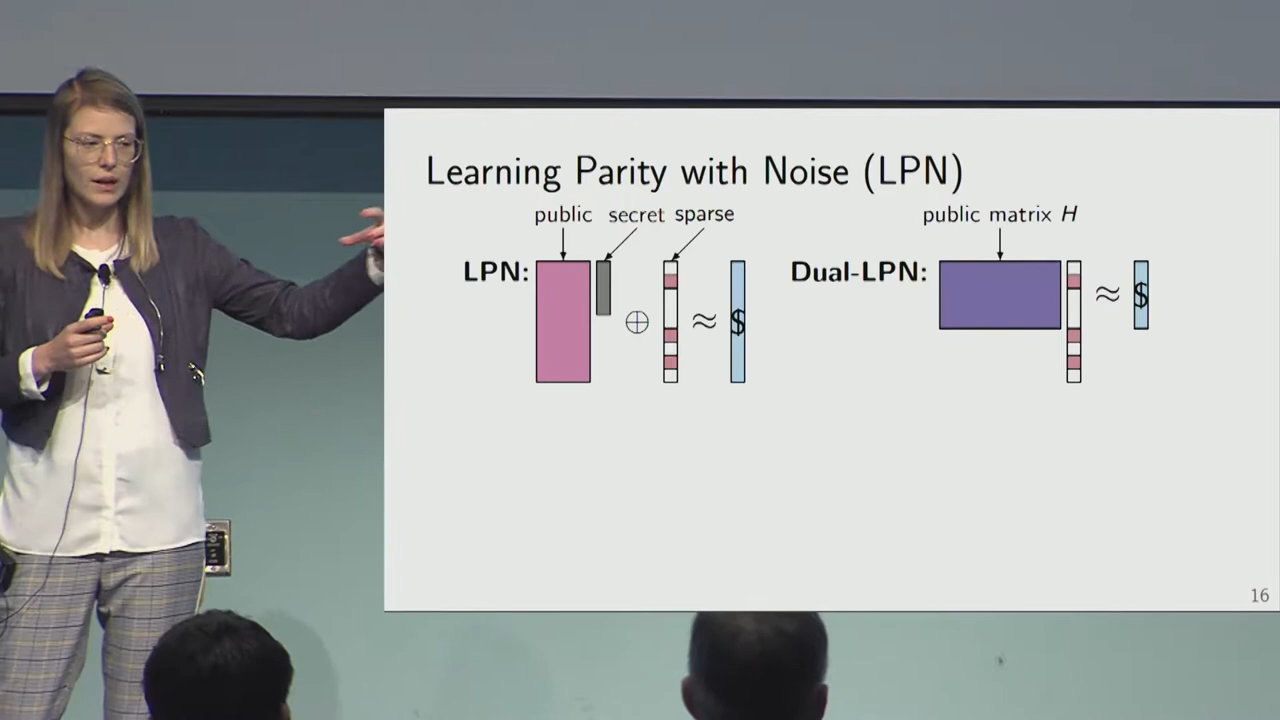 Learning Parity with Noise (LPN)
public secret sparse
public matrix H
LPN:
⊕
≈
$
Dual-LPN:
≈
$
16